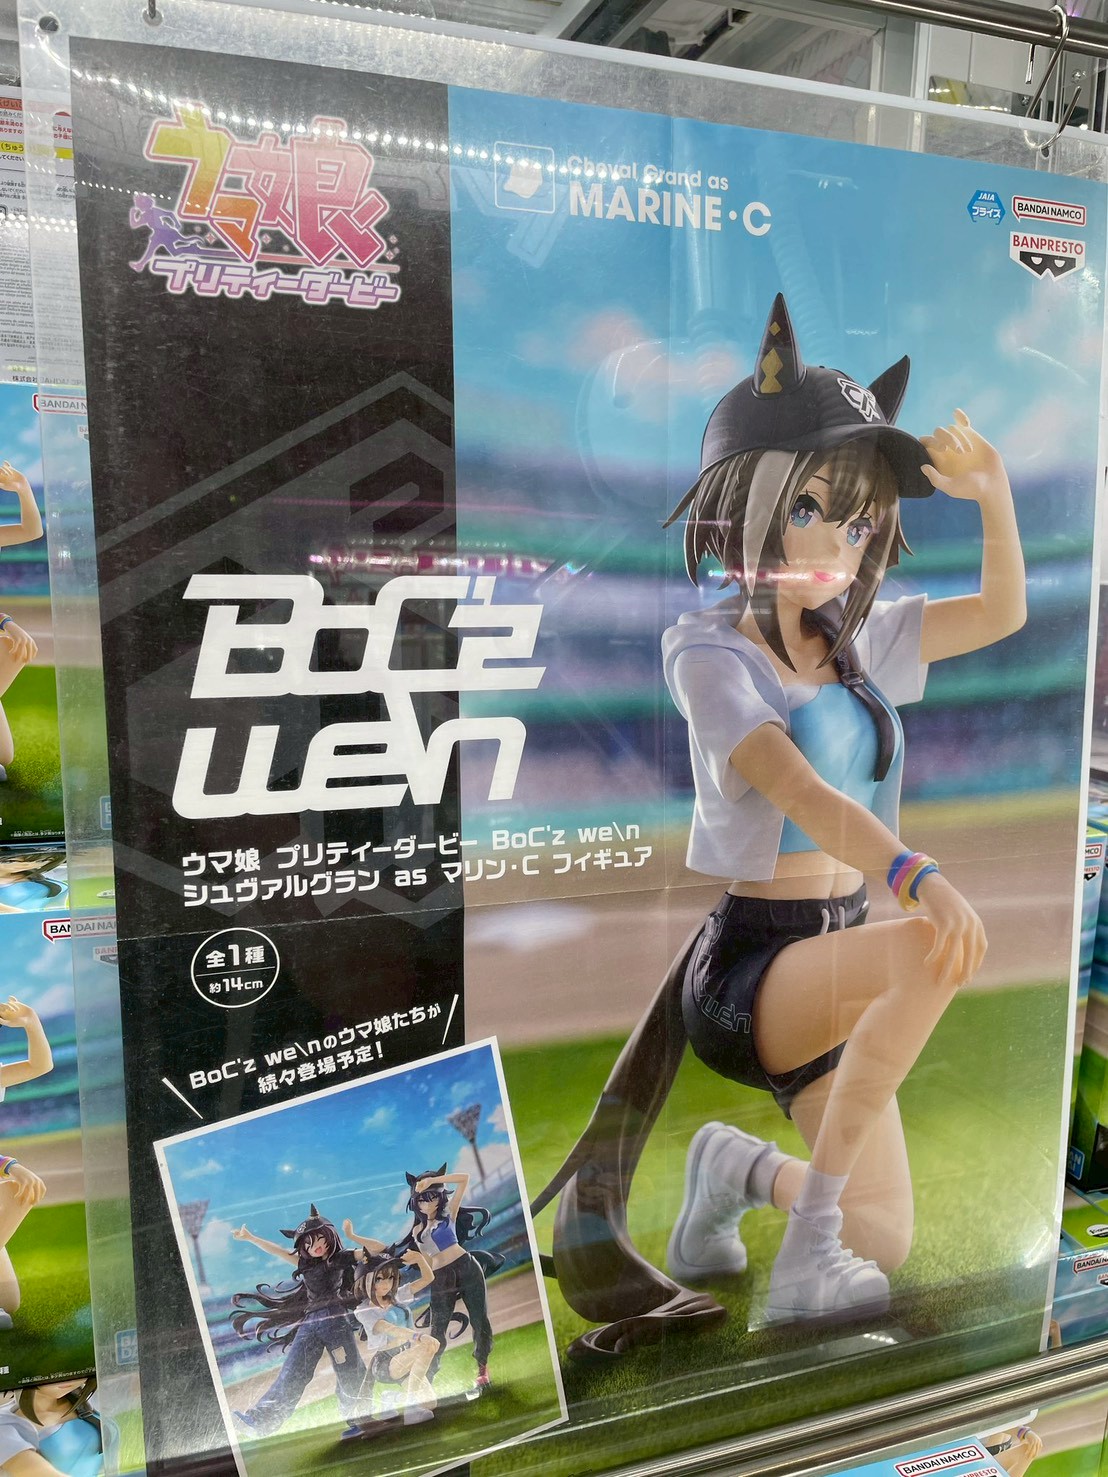 ウマ娘
プリティーダービー
Cheval Grand as
MARINE・C
JAIA
プライズ
BANDAI NAMCO
BANPRESTO
BoC'z
we\n
ウマ娘 プリティーダービー BoC'z we\n
シュヴァルグラン as マリン・C フィギュア
全1種
約14cm
BoC'z we\nのウマ娘たちが
続々登場予定!
we\n
BANDAI NAMCO
BANPRESTO